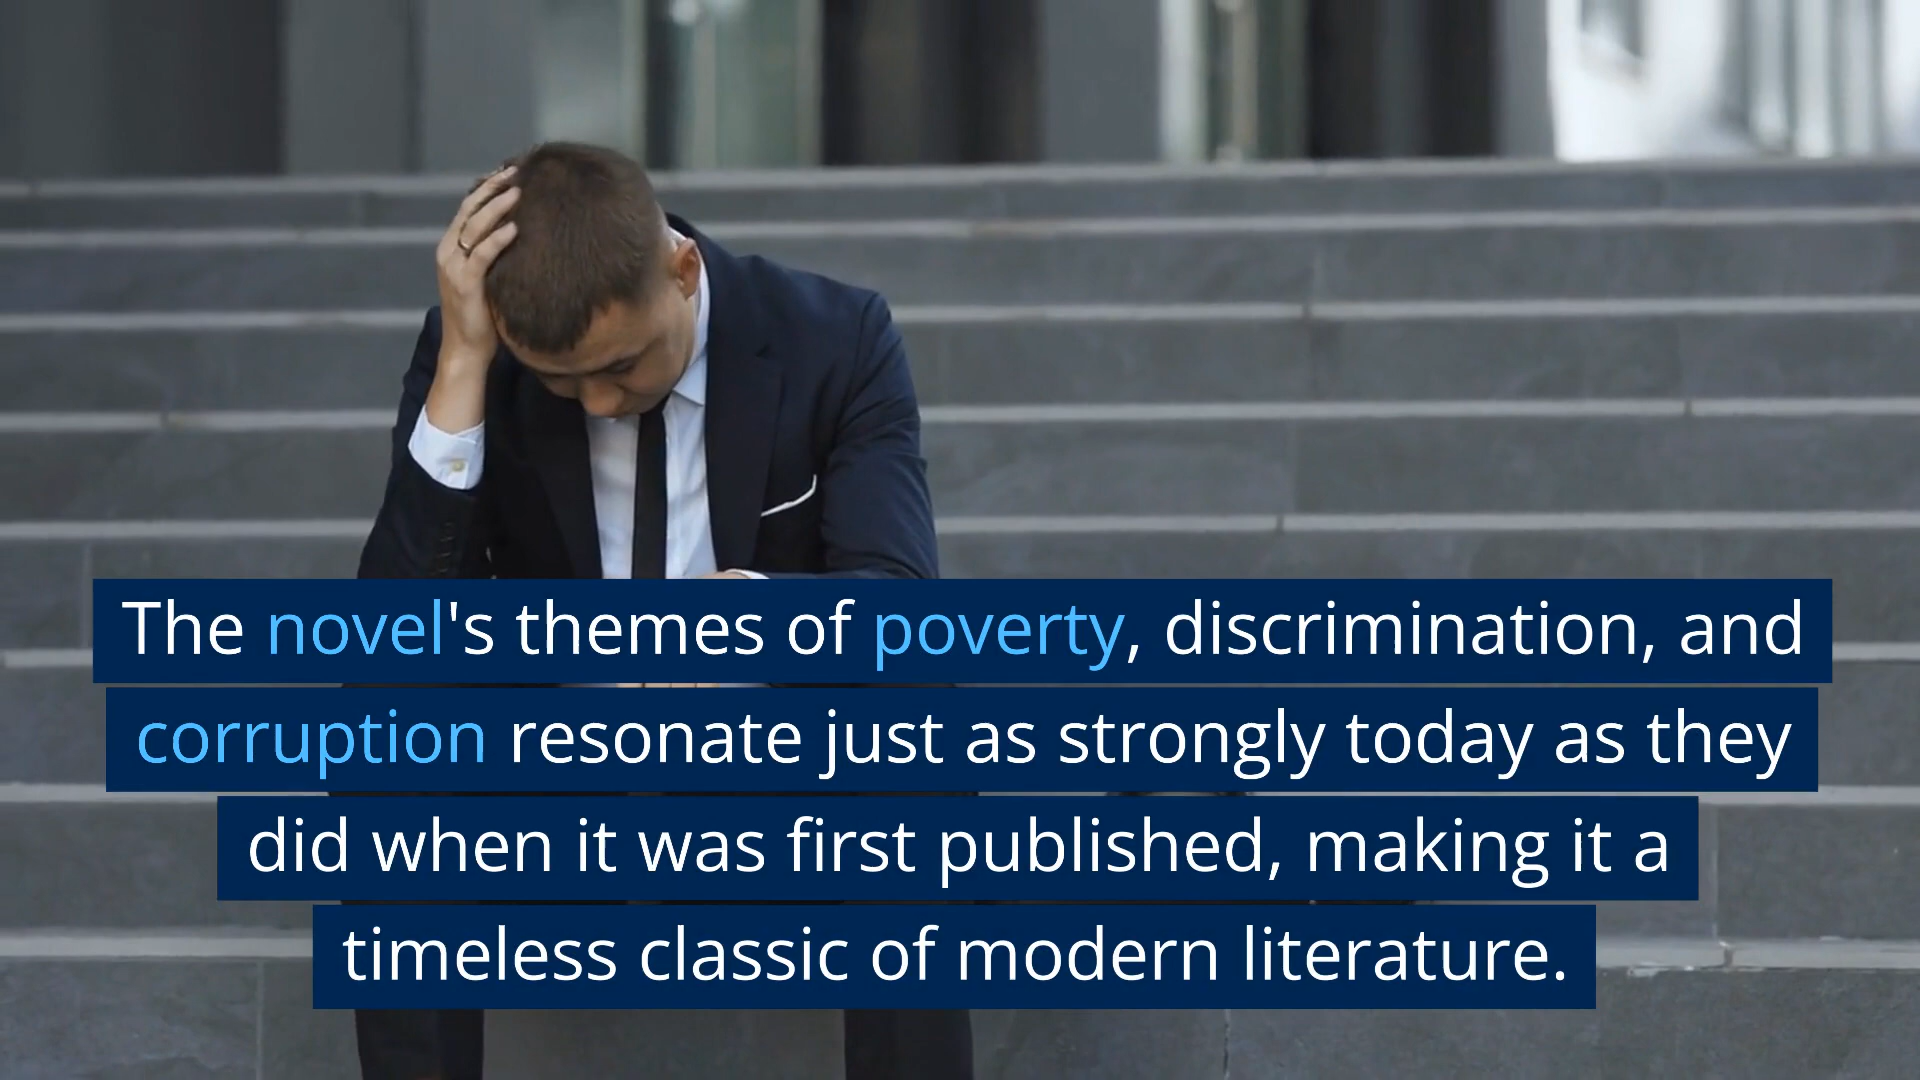 The novel's themes of poverty, discrimination, and
corruption resonate just as strongly today as they
did when it was first published, making it a
timeless classic of modern literature.